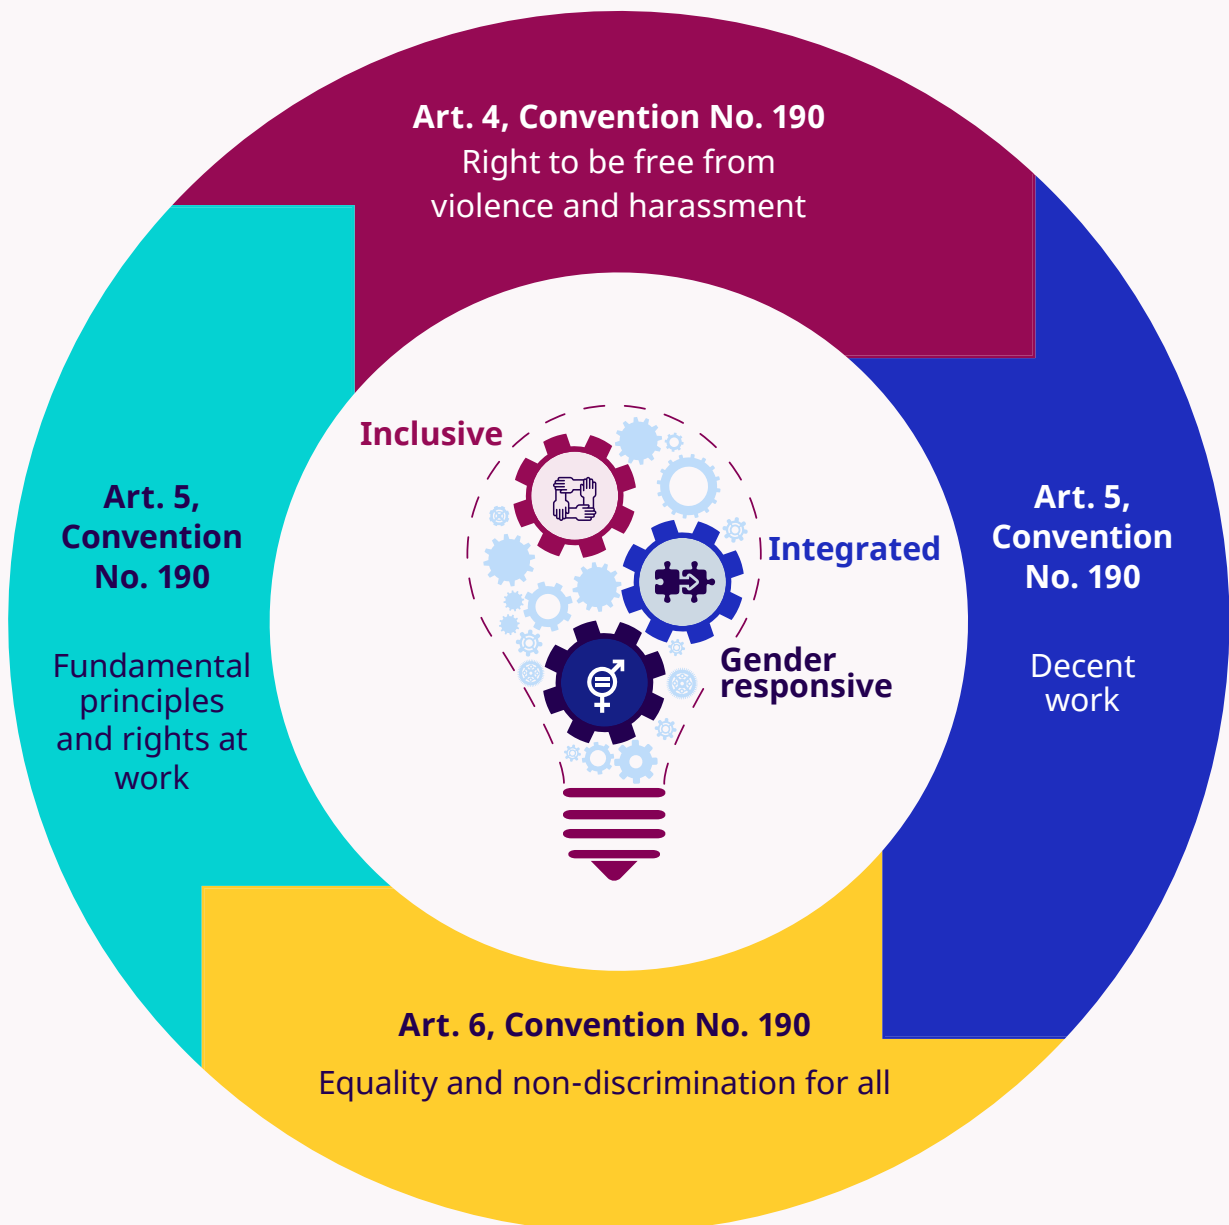 Art. 4, Convention No. 190
Right to be free from
violence and harassment
Inclusive
Integrated
Gender
responsive
Art. 5,
Convention
No. 190
Fundamental
principles
and rights at
work
Art. 5,
Convention
No. 190
Decent
work
Art. 6, Convention No. 190
Equality and non-discrimination for all